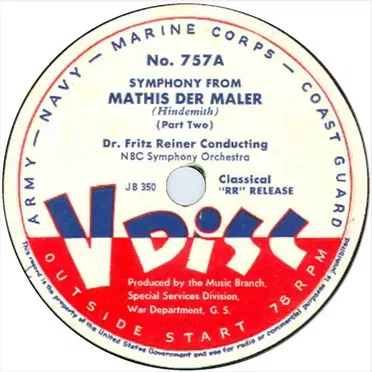 ARMY — NAVY — MARINE CORPS — COAST GUARD
No. 757A
SYMPHONY FROM
MATHIS DER MALER
(Hindemith)
(Part Two)
Dr. Fritz Reiner Conducting
NBC Symphony Orchestra
JB 350
Classical
"RR" RELEASE
V DISC
Produced by the Music Branch,
Special Services Division,
War Department, G. S.
OUTSIDE START 78 RPM
This record is the property of the United States Government and use for radio or commercial purposes is prohibited.